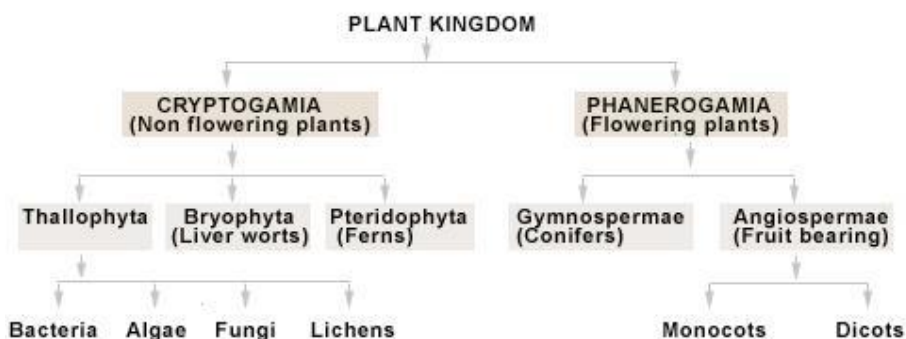 PLANT KINGDOM
CRYPTOGAMIA
(Non flowering plants)
PHANEROGAMIA
(Flowering plants)
Thallophyta
Bryophyta
(Liver worts)
Pteridophyta
(Ferns)
Gymnospermae
(Conifers)
Angiospermae
(Fruit bearing)
Bacteria
Algae
Fungi
Lichens
Monocots
Dicots